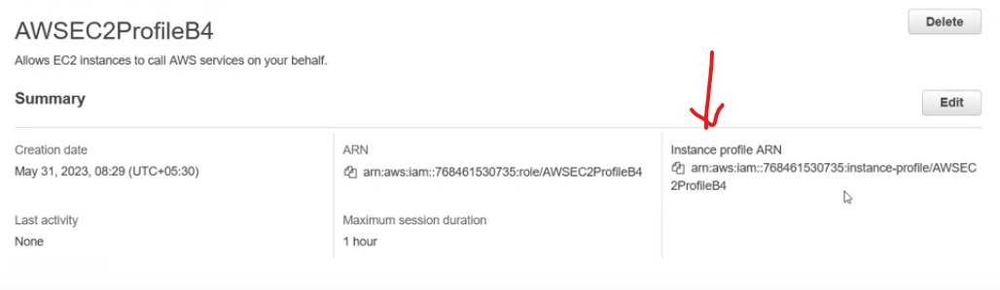 AWSEC2ProfileB4
Delete
Allows EC2 instances to call AWS services on your behalf.
Summary
Edit
Creation date
May 31, 2023, 08:29 (UTC+05:30)
ARN
arn:aws:iam::768461530735:role/AWSEC2ProfileB4
Instance profile ARN
arn:aws:iam::768461530735:instance-profile/AWSEC
2ProfileB4
Last activity
None
Maximum session duration
1 hour